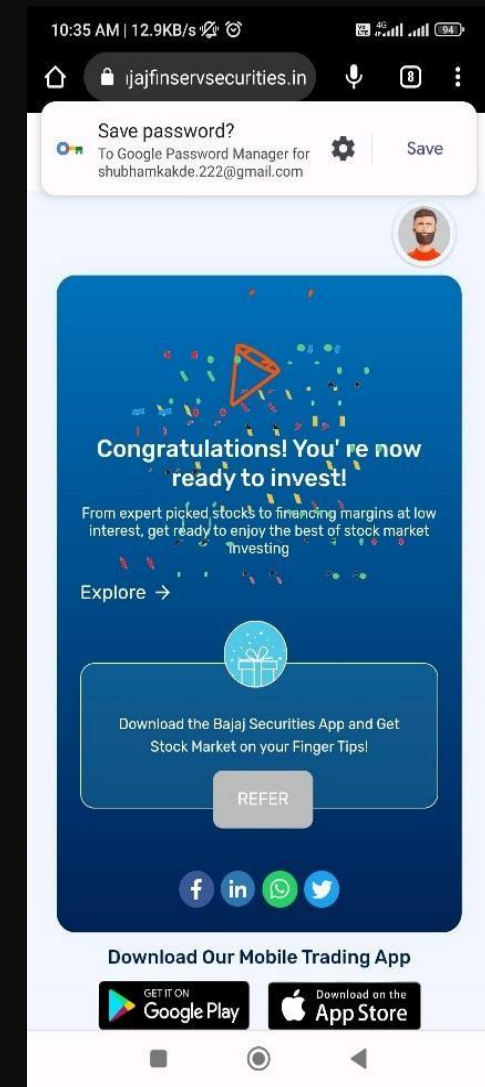 10:35 AM | 12.9KB/s
4G
94
ıjajfinservsecurities.in
8
Save password?
To Google Password Manager for
shubhamkakde.222@gmail.com
Save
Congratulations! You' re now
ready to invest!
From expert picked stocks to financing margins at low
interest, get ready to enjoy the best of stock market
investing
Explore →
Download the Bajaj Securities App and Get
Stock Market on your Finger Tips!
REFER
f in
Download Our Mobile Trading App
GET IT ON
Google Play
Download on the
App Store